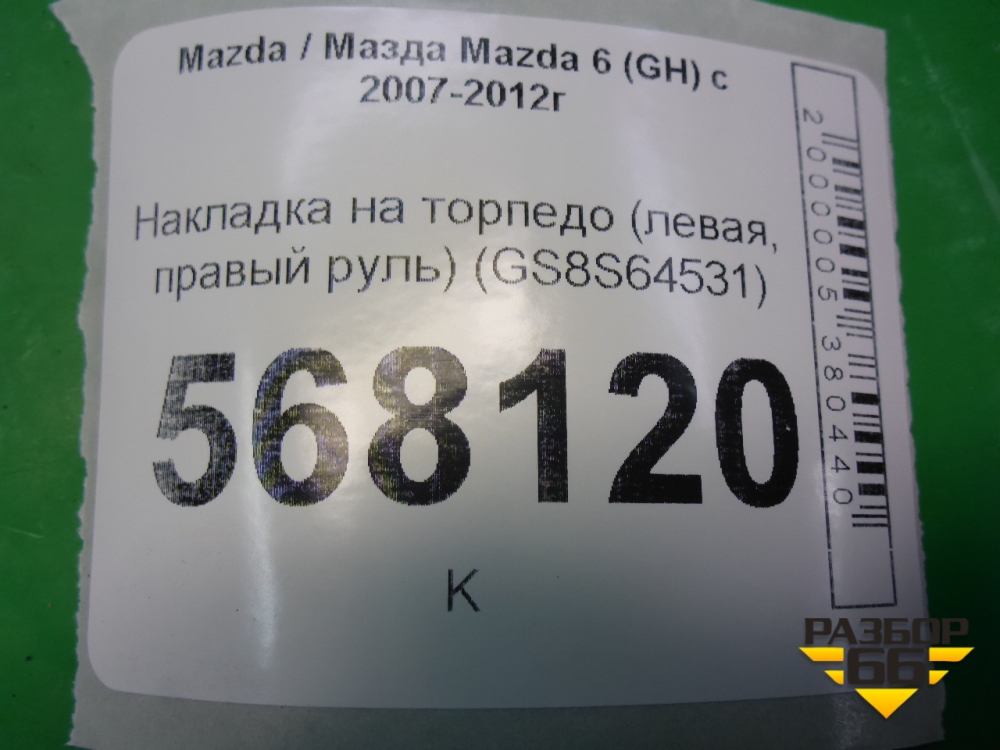 Mazda / Мазда Mazda 6 (GH) с
2007-2012г
Накладка на торпедо (левая,
правый руль) (GS8S64531)
568120
К
2000005380440
РАЗБОР
66